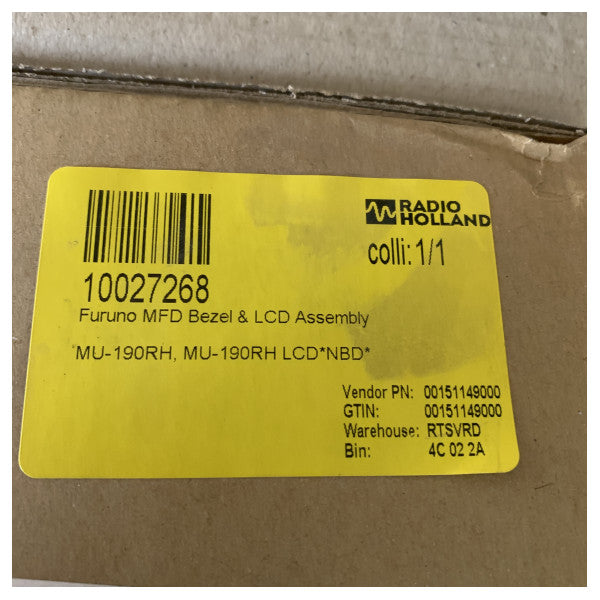 RADIO
HOLLAND
colli: 1/1
10027268
Furuno MFD Bezel & LCD Assembly
MU-190RH, MU-190RH LCD*NBD*
Vendor PN: 00151149000
GTIN: 00151149000
Warehouse: RTSVRD
Bin: 4C 02 2A